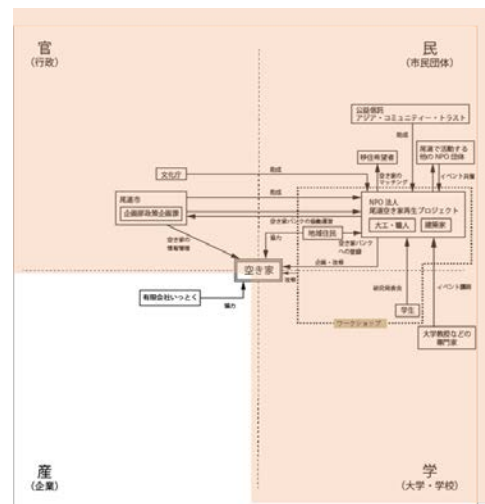 官
(行政)
民
(市民団体)
公益信託
アジア・コミュニティー・トラスト
助成
移住希望者
尾道で活動する
他の NPO 団体
空き家の
マッチング
イベント共催
文化庁
助成
尾道市
企画部政策企画課
助成
NPO 法人
尾道空き家再生プロジェクト
大工・職人
建築家
空き家バンクの協働運営
地域住民
協力
空き家バンク
への登録
空き家の
情報管理
企画・改修
空き家
改修
有限会社いっとく
協力
研究発表会
イベント講師
学生
ワークショップ
大学教授などの
専門家
産
(企業)
学
(大学・学校)